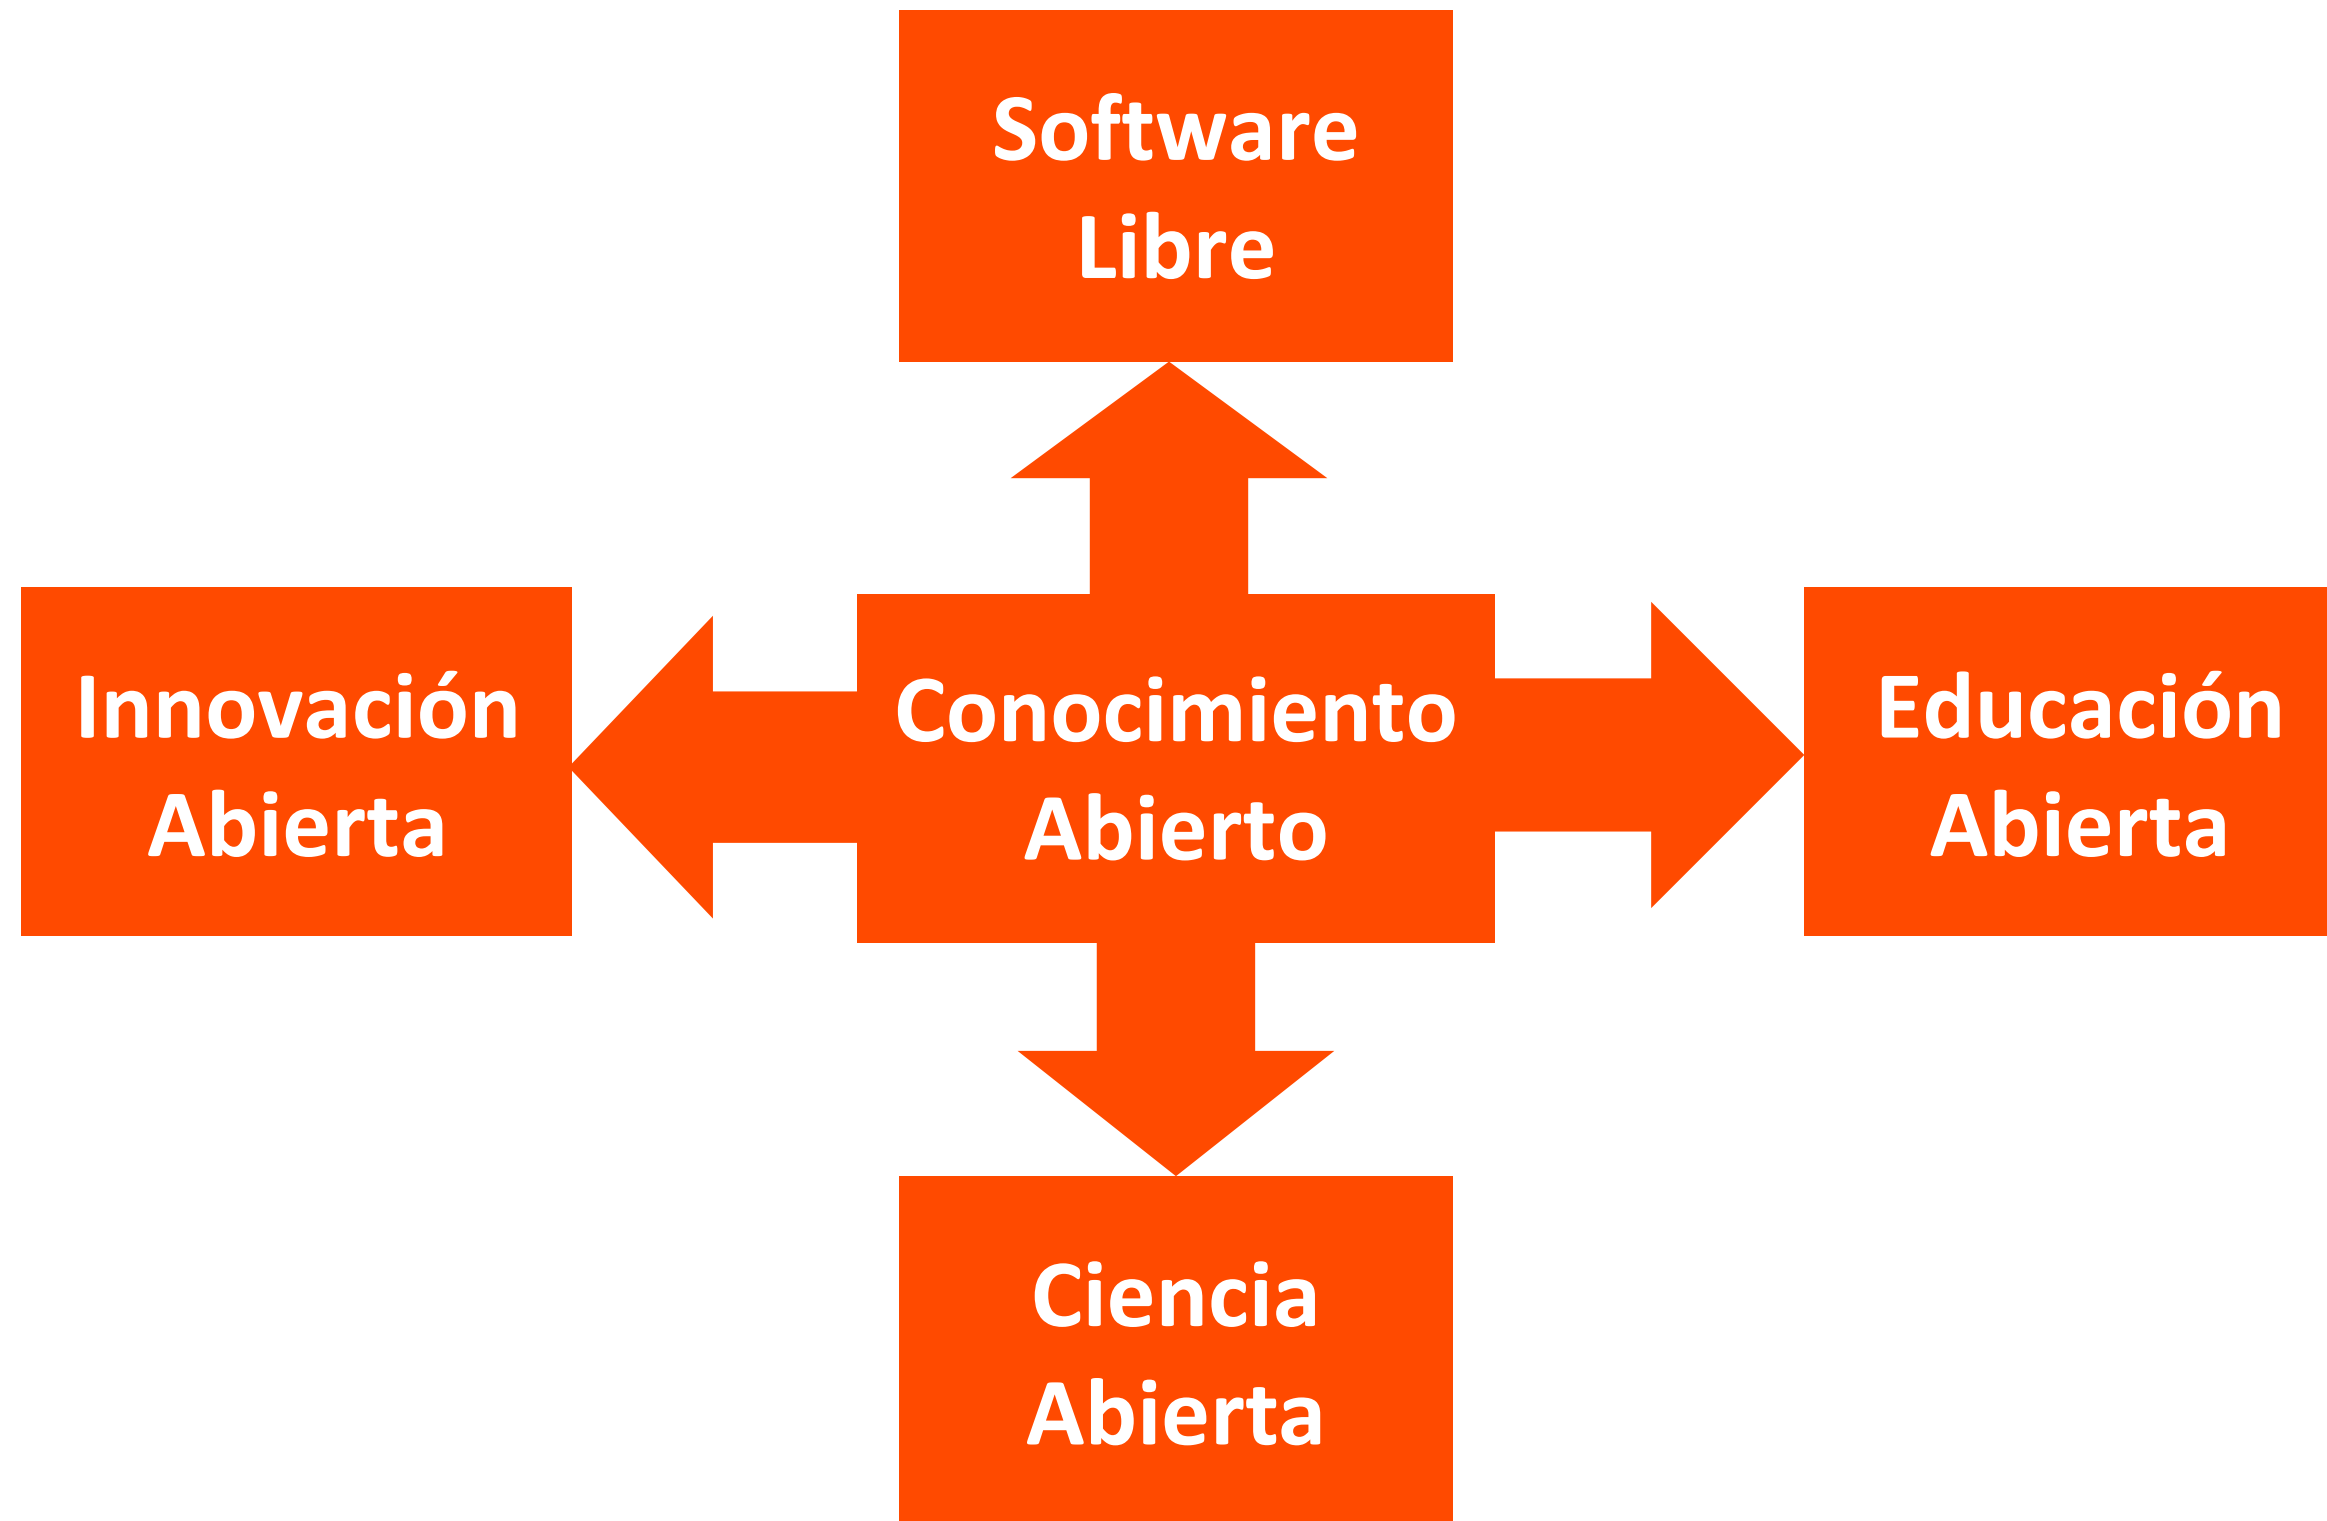 Software
Libre
Innovación
Abierta
Conocimiento
Abierto
Educación
Abierta
Ciencia
Abierta